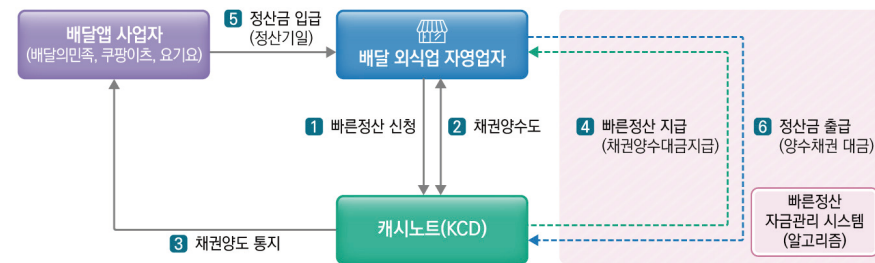 배달앱 사업자
(배달의민족, 쿠팡이츠, 요기요)
5 정산금 입급
(정산기일)
배달 외식업 자영업자
1 빠른정산 신청
2 채권양수도
4 빠른정산 지급
(채권양수대금지급)
6 정산금 출급
(양수채권 대금)
3 채권양도 통지
캐시노트(KCD)
빠른정산
자금관리 시스템
(알고리즘)